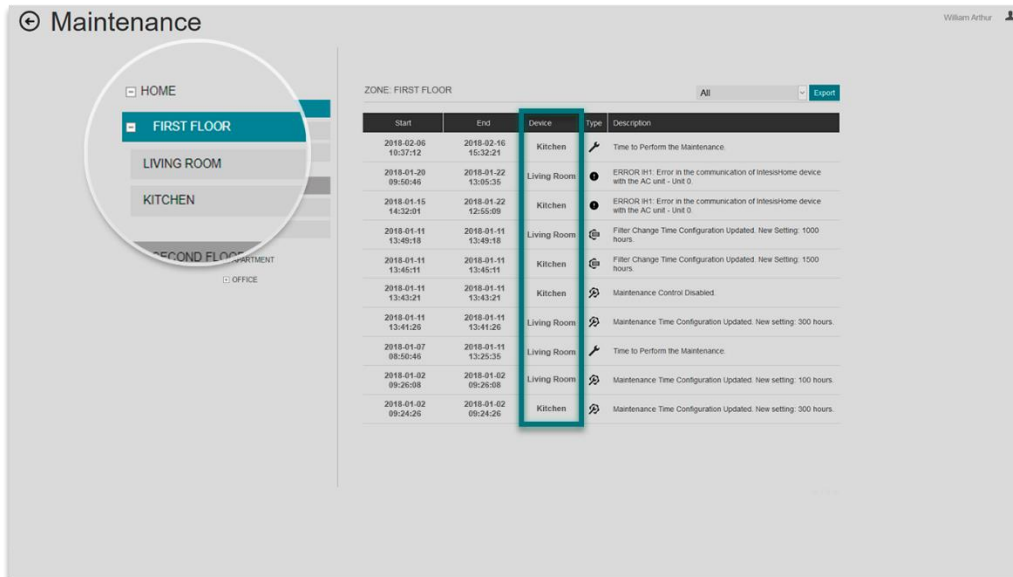 Maintenance
William Arthur
HOME
FIRST FLOOR
LIVING ROOM
KITCHEN
SECOND FLOO
APARTMENT
OFFICE
ZONE: FIRST FLOOR
All
Export
Start End Device Type Description
2018-02-06 10:37:12 2018-02-16 15:32:21 Kitchen Time to Perform the Maintenance.
2018-01-20 09:50:46 2018-01-22 13:05:35 Living Room ERROR IH1: Error in the communication of IntesisHome device
with the AC unit - Unit 0.
2018-01-15 14:32:01 2018-01-22 12:55:09 Kitchen ERROR IH1: Error in the communication of IntesisHome device
with the AC unit - Unit 0.
2018-01-11 13:49:18 2018-01-11 13:49:18 Living Room Filter Change Time Configuration Updated. New Setting: 1000
hours.
2018-01-11 13:45:11 2018-01-11 13:45:11 Kitchen Filter Change Time Configuration Updated. New Setting: 1500
hours.
2018-01-11 13:43:21 2018-01-11 13:43:21 Kitchen Maintenance Control Disabled.
2018-01-11 13:41:26 2018-01-11 13:41:26 Living Room Maintenance Time Configuration Updated. New setting: 300 hours.
2018-01-07 08:50:46 2018-01-11 13:25:35 Living Room Time to Perform the Maintenance.
2018-01-02 09:26:08 2018-01-02 09:26:08 Living Room Maintenance Time Configuration Updated. New setting: 100 hours.
2018-01-02 09:24:26 2018-01-02 09:24:26 Kitchen Maintenance Time Configuration Updated. New setting: 300 hours.